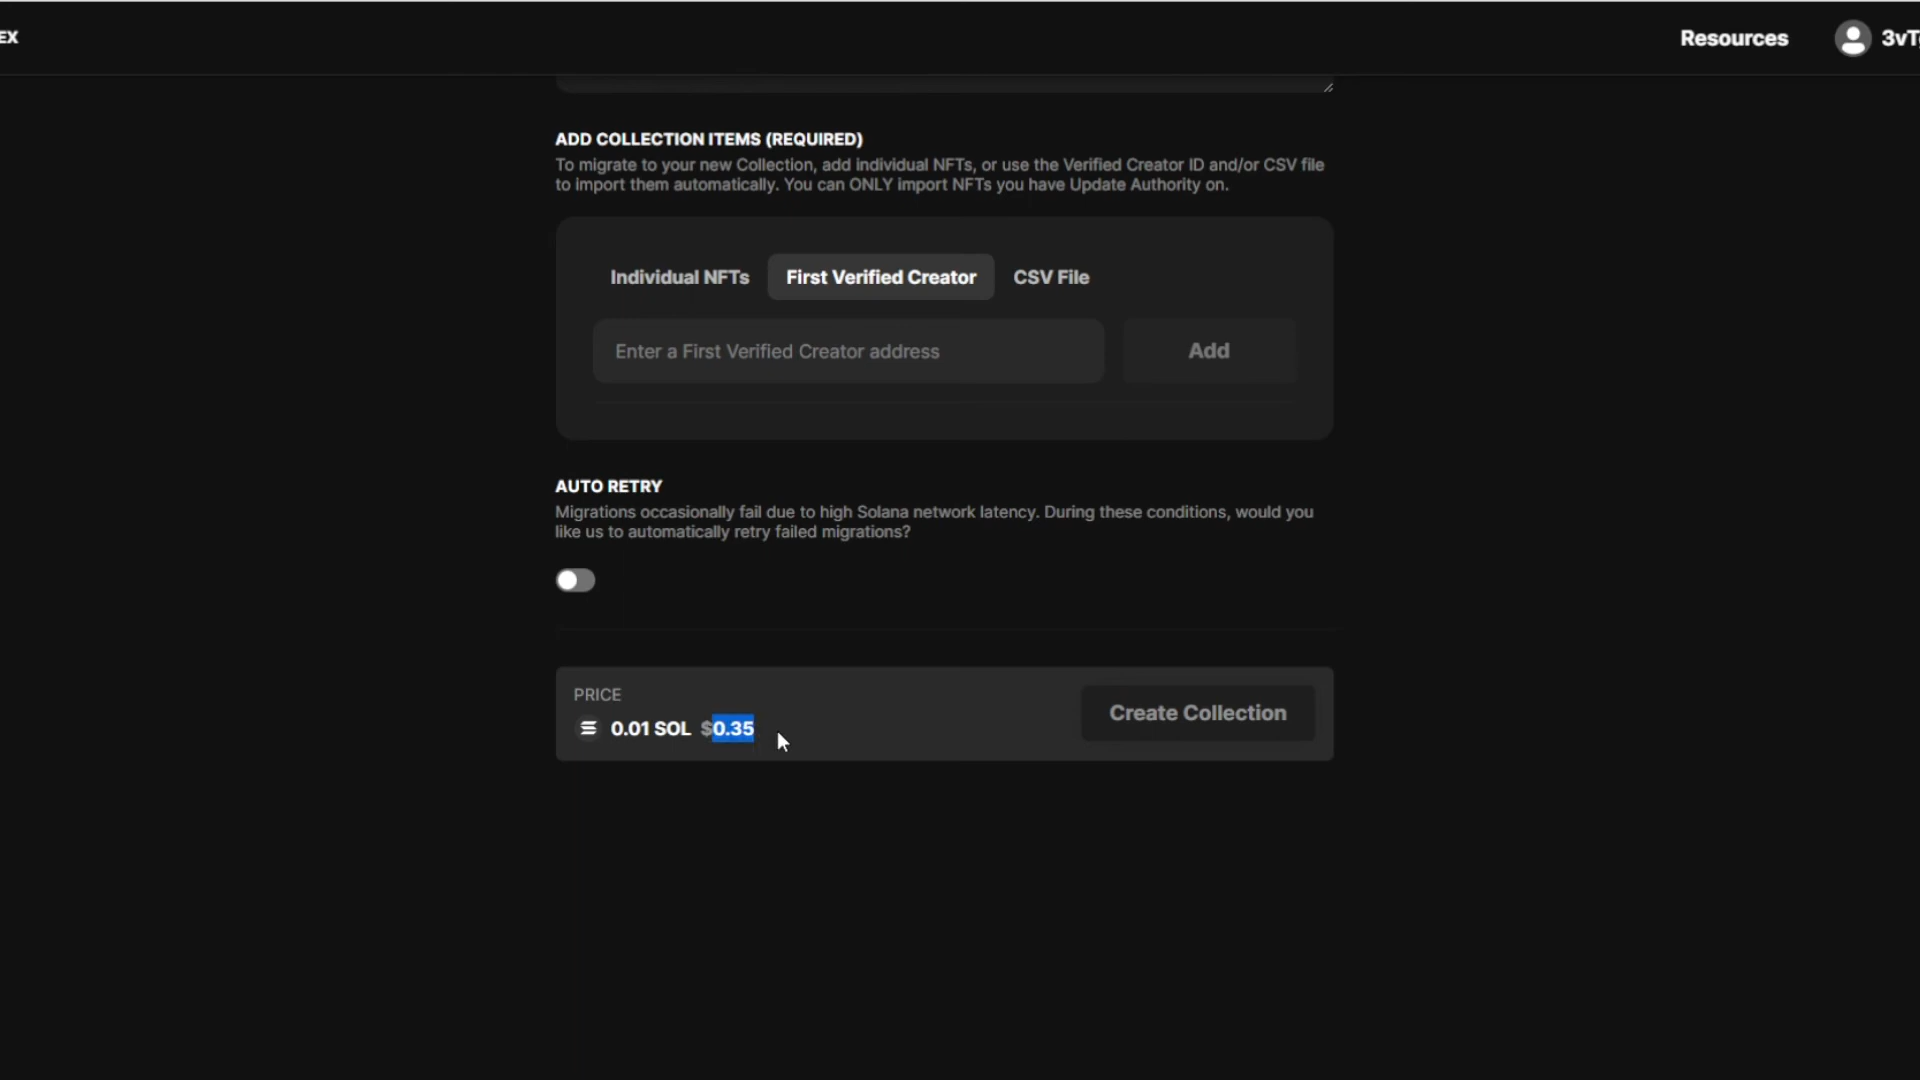 EX
Resources
3vT
ADD COLLECTION ITEMS (REQUIRED)
To migrate to your new Collection, add individual NFTs, or use the Verified Creator ID and/or CSV file
to import them automatically. You can ONLY import NFTs you have Update Authority on.
Individual NFTs First Verified Creator CSV File
Enter a First Verified Creator address Add
AUTO RETRY
Migrations occasionally fail due to high Solana network latency. During these conditions, would you
like us to automatically retry failed migrations?
PRICE
0.01 SOL $0.35
Create Collection